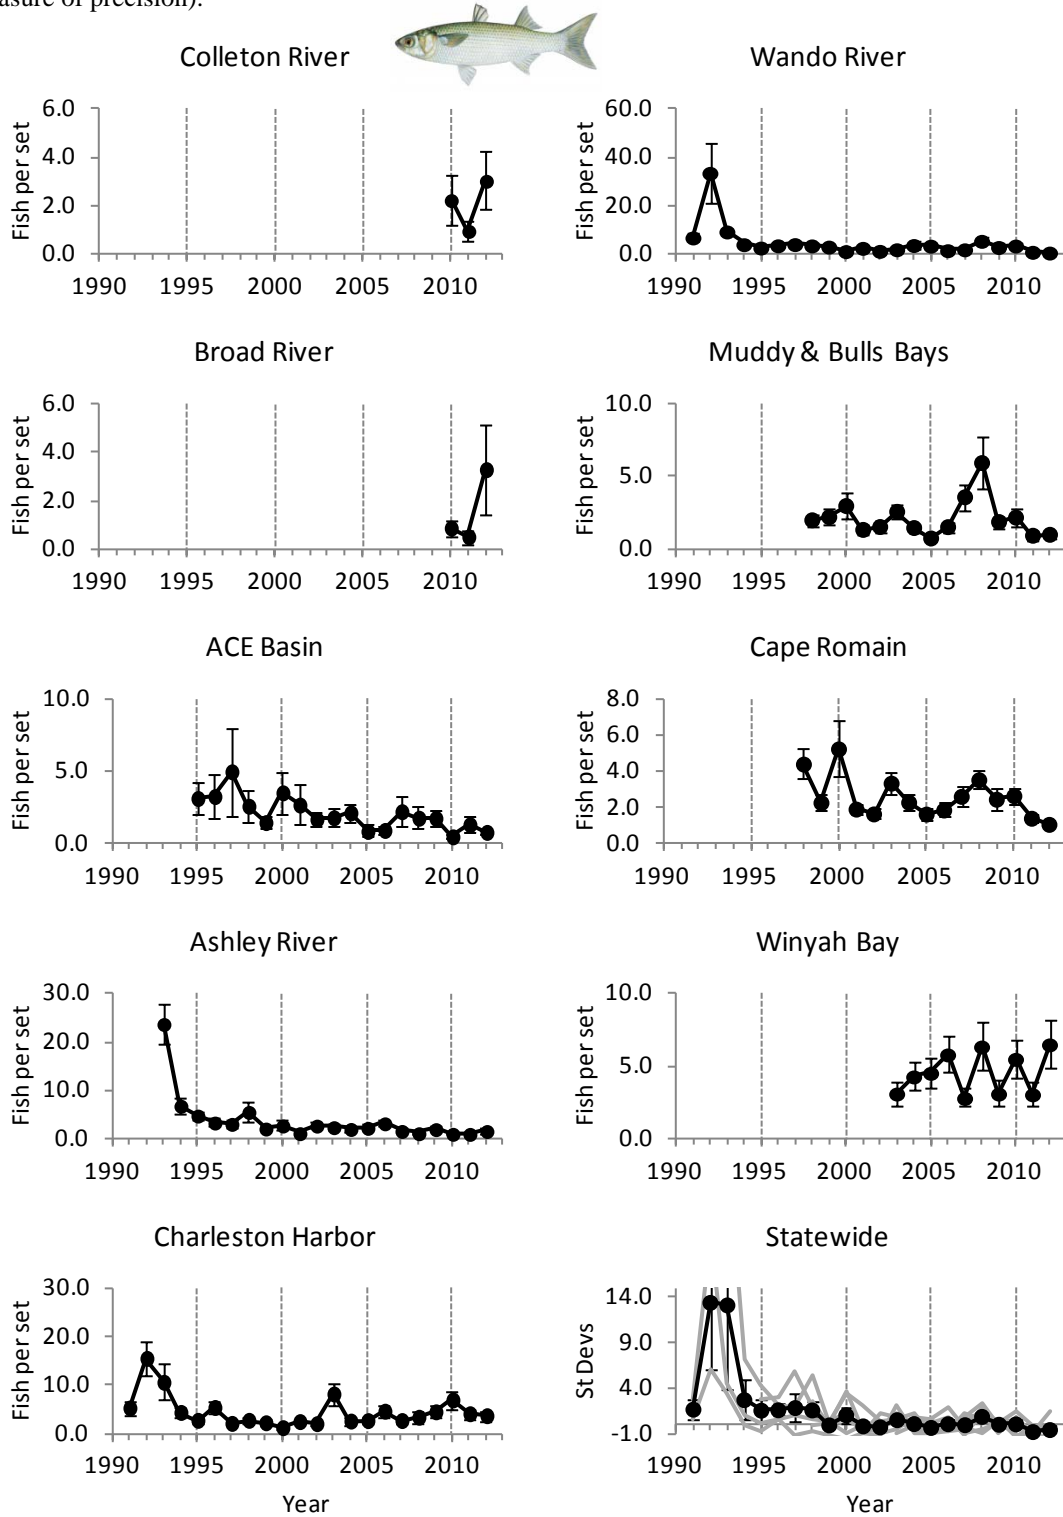 asure of precision).
Colleton River
Fish per set
6.0
4.0
2.0
0.0
1990 1995 2000 2005 2010
Wando River
Fish per set
60.0
40.0
20.0
0.0
1990 1995 2000 2005 2010
Broad River
Fish per set
6.0
4.0
2.0
0.0
1990 1995 2000 2005 2010
Muddy & Bulls Bays
Fish per set
10.0
5.0
0.0
1990 1995 2000 2005 2010
ACE Basin
Fish per set
10.0
5.0
0.0
1990 1995 2000 2005 2010
Cape Romain
Fish per set
8.0
6.0
4.0
2.0
0.0
1990 1995 2000 2005 2010
Ashley River
Fish per set
30.0
20.0
10.0
0.0
1990 1995 2000 2005 2010
Winyah Bay
Fish per set
10.0
5.0
0.0
1990 1995 2000 2005 2010
Charleston Harbor
Fish per set
30.0
20.0
10.0
0.0
1990 1995 2000 2005 2010
Year
Statewide
St Devs
14.0
9.0
4.0
-1.0
1990 1995 2000 2005 2010
Year